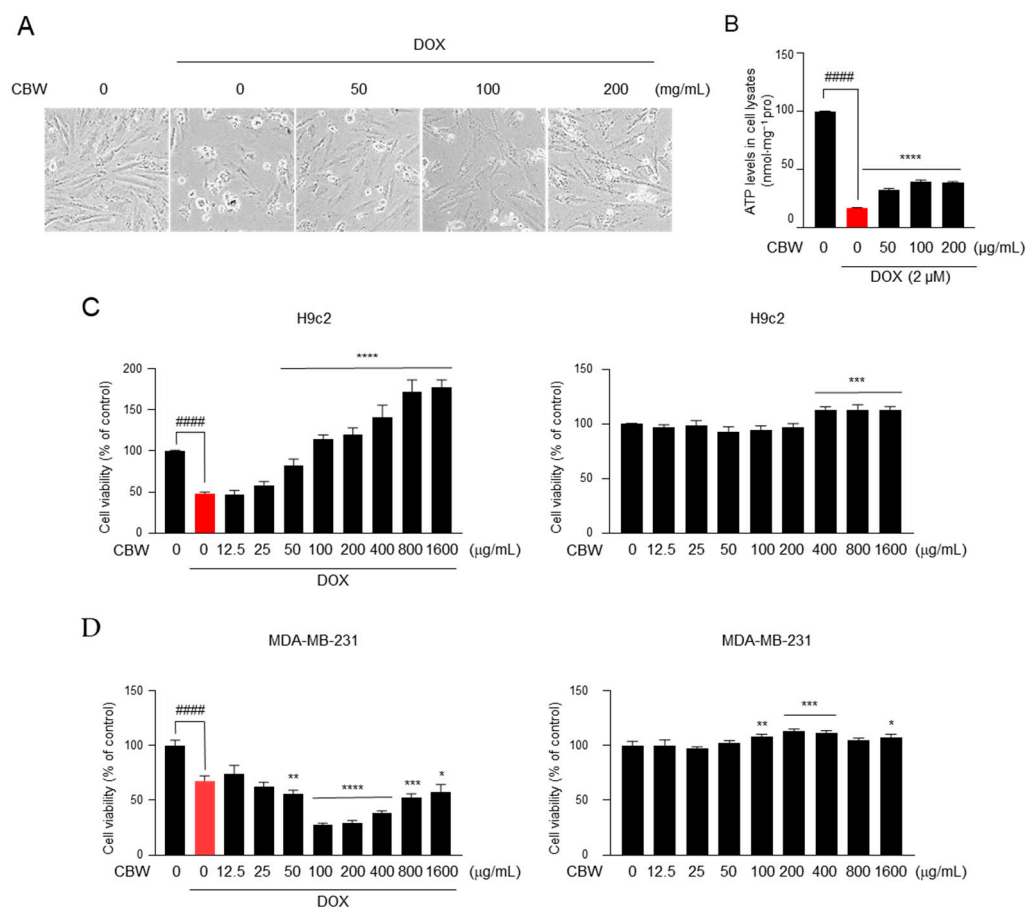 A
DOX
CBW 0 0 50 100 200 (mg/mL)
B
ATP levels in cell lysates
(nmol·mg⁻¹ pro)
150
100
50
0
####
****
CBW 0 0 50 100 200 (µg/mL)
DOX (2 µM)
C
H9c2
Cell viability (% of control)
200
150
100
50
0
####
****
CBW 0 0 12.5 25 50 100 200 400 800 1600 (µg/mL)
DOX
H9c2
Cell viability (% of control)
150
100
50
0
***
CBW 0 12.5 25 50 100 200 400 800 1600 (µg/mL)
D
MDA-MB-231
Cell viability (% of control)
150
100
50
0
####
**
****
***
*
CBW 0 0 12.5 25 50 100 200 400 800 1600 (µg/mL)
DOX
MDA-MB-231
Cell viability (% of control)
150
100
50
0
**
***
*
CBW 0 12.5 25 50 100 200 400 800 1600 (µg/mL)